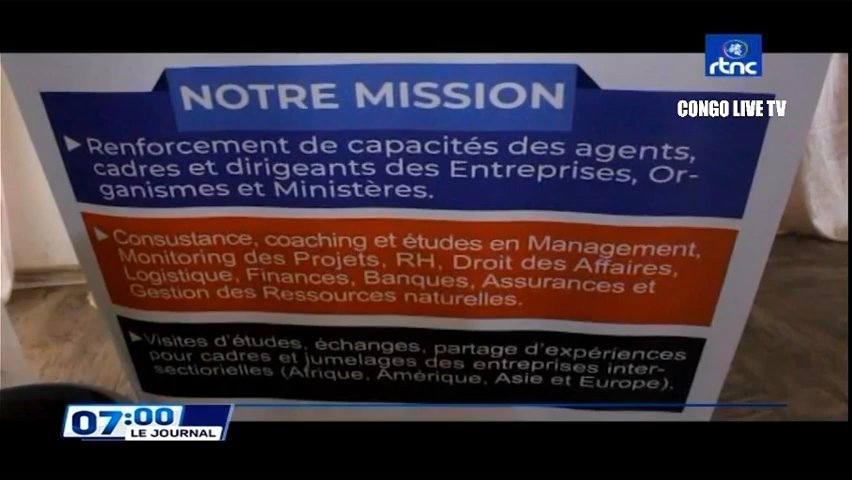 rtnc
CONGO LIVE TV
NOTRE MISSION
Renforcement de capacités des agents,
cadres et dirigeants des Entreprises, Or-
ganismes et Ministères.
Consustance, coaching et études en Management,
Monitoring des Projets, RH, Droit des Affaires,
Logistique, Finances, Banques, Assurances et
Gestion des Ressources naturelles.
Visites d'études, échanges, partage d'expériences
pour cadres et jumelages des entreprises inter-
sectiorielles (Afrique, Amérique, Asie et Europe).
07:00
LE JOURNAL